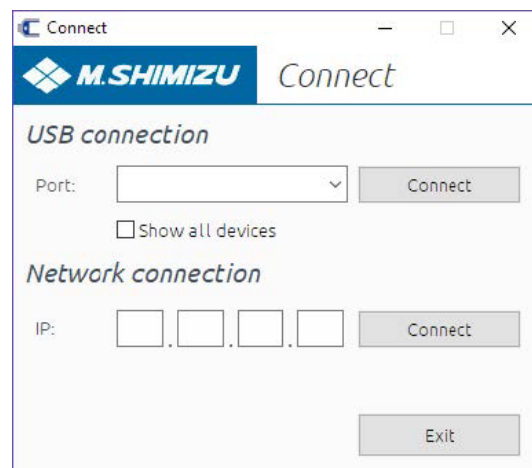 Connect
M.SHIMIZU Connect
USB connection
Port: Connect
Show all devices
Network connection
IP: . . . Connect
Exit